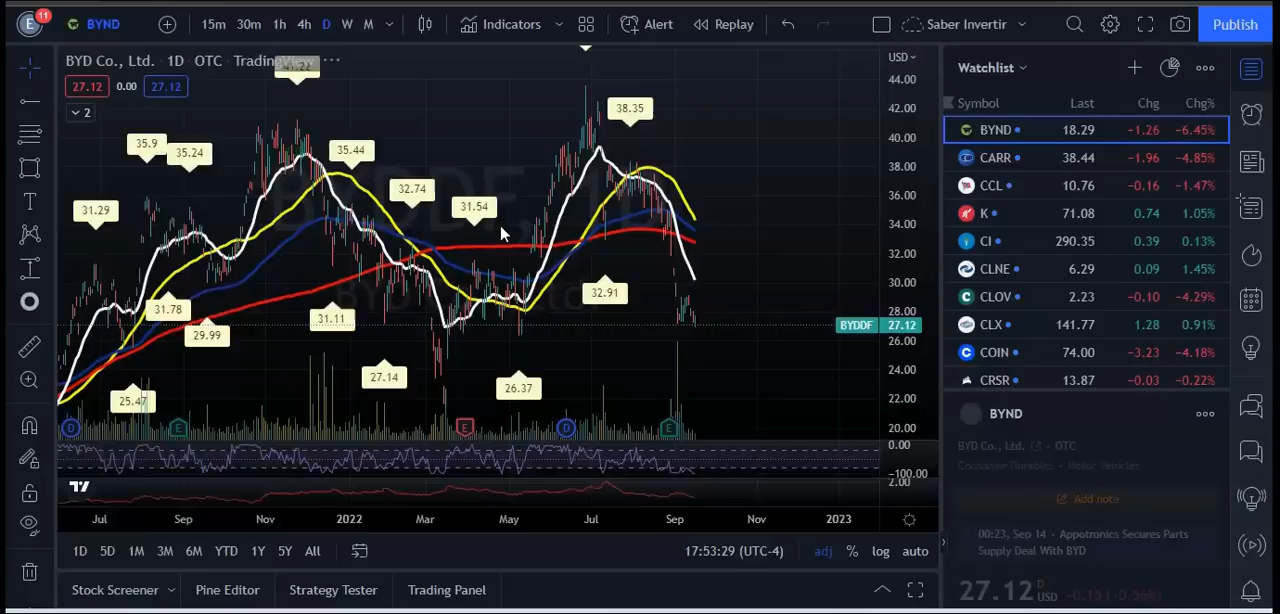 E 11 BYND 15m 30m 1h 4h D W M Indicators Alert Replay Saber Invertir Publish
BYD Co., Ltd. · 1D · OTC · TradingView ···
27.12 0.00 27.12
2
USD
44.00
42.00
40.00
38.00
36.00
34.00
32.00
30.00
28.00
26.00
24.00
22.00
20.00
0.00
−100.00
2.00
BYDDF 27.12
38.35
35.9
35.24
35.44
32.74
31.54
31.29
31.78
29.99
31.11
32.91
27.14
26.37
25.47
D E E D E
Jul Sep Nov 2022 Mar May Jul Sep Nov 2023
1D 5D 1M 3M 6M YTD 1Y 5Y All 17:53:29 (UTC-4) adj % log auto
Stock Screener Pine Editor Strategy Tester Trading Panel
Watchlist
Symbol Last Chg Chg%
BYND 18.29 −1.26 −6.45%
CARR 38.44 −1.96 −4.85%
CCL 10.76 −0.16 −1.47%
K 71.08 0.74 1.05%
CI 290.35 0.39 0.13%
CLNE 6.29 0.09 1.45%
CLOV 2.23 −0.10 −4.29%
CLX 141.77 1.28 0.91%
COIN 74.00 −3.23 −4.18%
CRSR 13.87 −0.03 −0.22%
BYND
BYD Co., Ltd. · OTC
Consumer Durables · Motor Vehicles
Add note
00:23, Sep 14 · Appotronics Secures Parts
Supply Deal With BYD
27.12 D USD −0.15 (−0.56%)